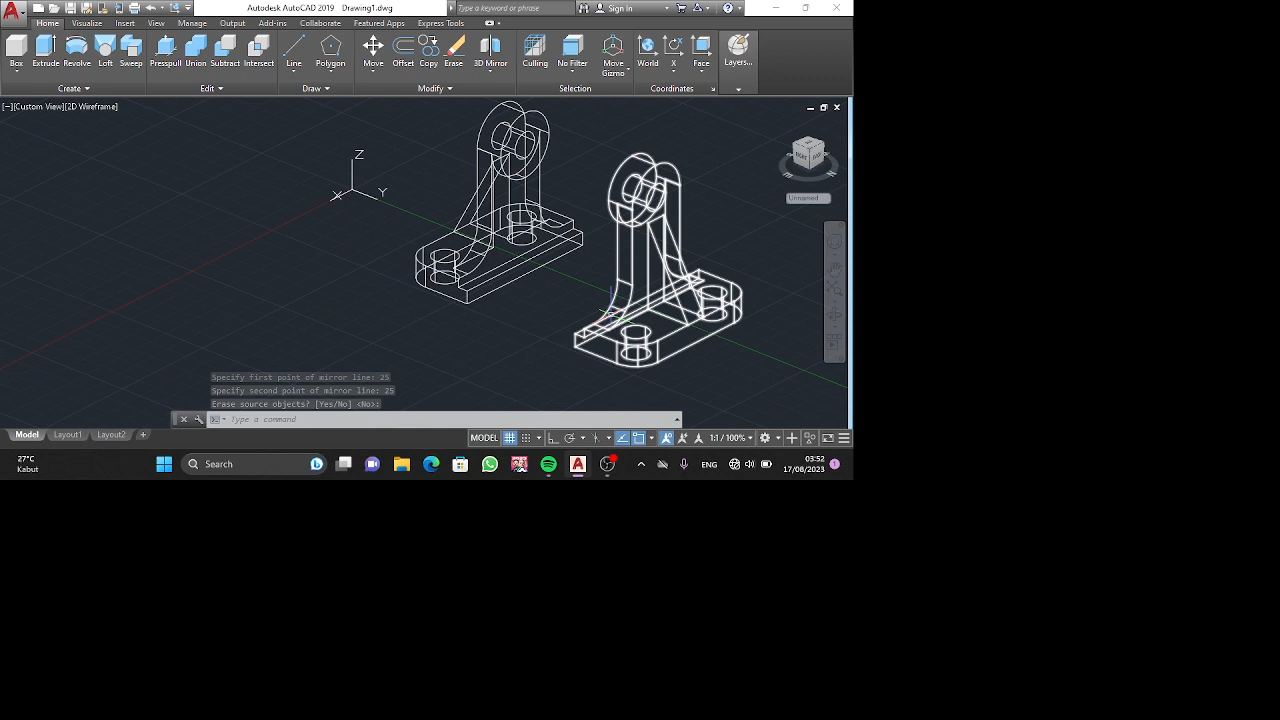 Autodesk AutoCAD 2019 Drawing1.dwg
Type a keyword or phrase
Sign In
Home Visualize Insert View Manage Output Add-ins Collaborate Featured Apps Express Tools
Box Extrude Revolve Loft Sweep Presspull Union Subtract Intersect Line Polygon Move Offset Copy Erase 3D Mirror Culling No Filter Move Gizmo World X Face Layers...
Create Edit Draw Modify Selection Coordinates
[−][Custom View][2D Wireframe]
Z
X
Y
Unnamed
Specify first point of mirror line: 25
Specify second point of mirror line: 25
Erase source objects? [Yes/No] <No>:
Type a command
Model Layout1 Layout2 +
MODEL 1:1 / 100%
27°C
Kabut
Search
ENG
03:52
17/08/2023
1